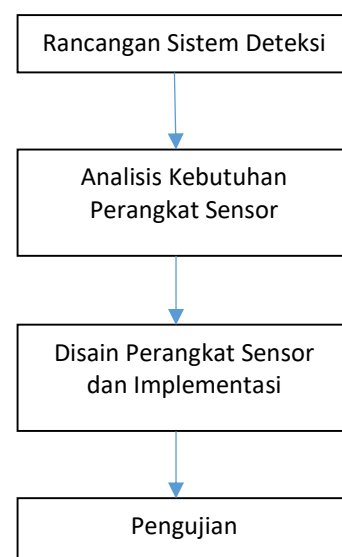 Rancangan Sistem Deteksi
Analisis Kebutuhan
Perangkat Sensor
Disain Perangkat Sensor
dan Implementasi
Pengujian